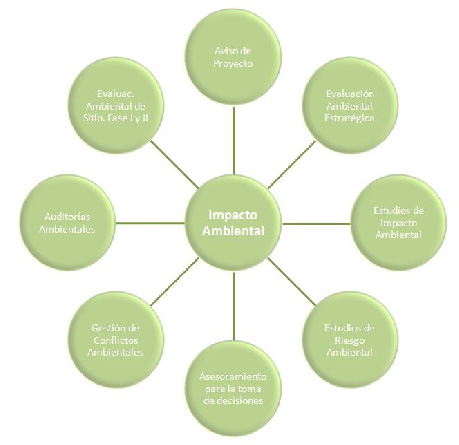 Aviso de
Proyecto
Evaluac.
Ambiental de
Sitio. Fase I y II
Evaluación
Ambiental
Estratégica.
Auditorías
Ambientales
Impacto
Ambiental
Estudios de
Impacto
Ambiental
Gestión de
Conflictos
Ambientales
Estudios de
Riesgo
Ambiental
Asesoramiento
para la toma
de decisiones